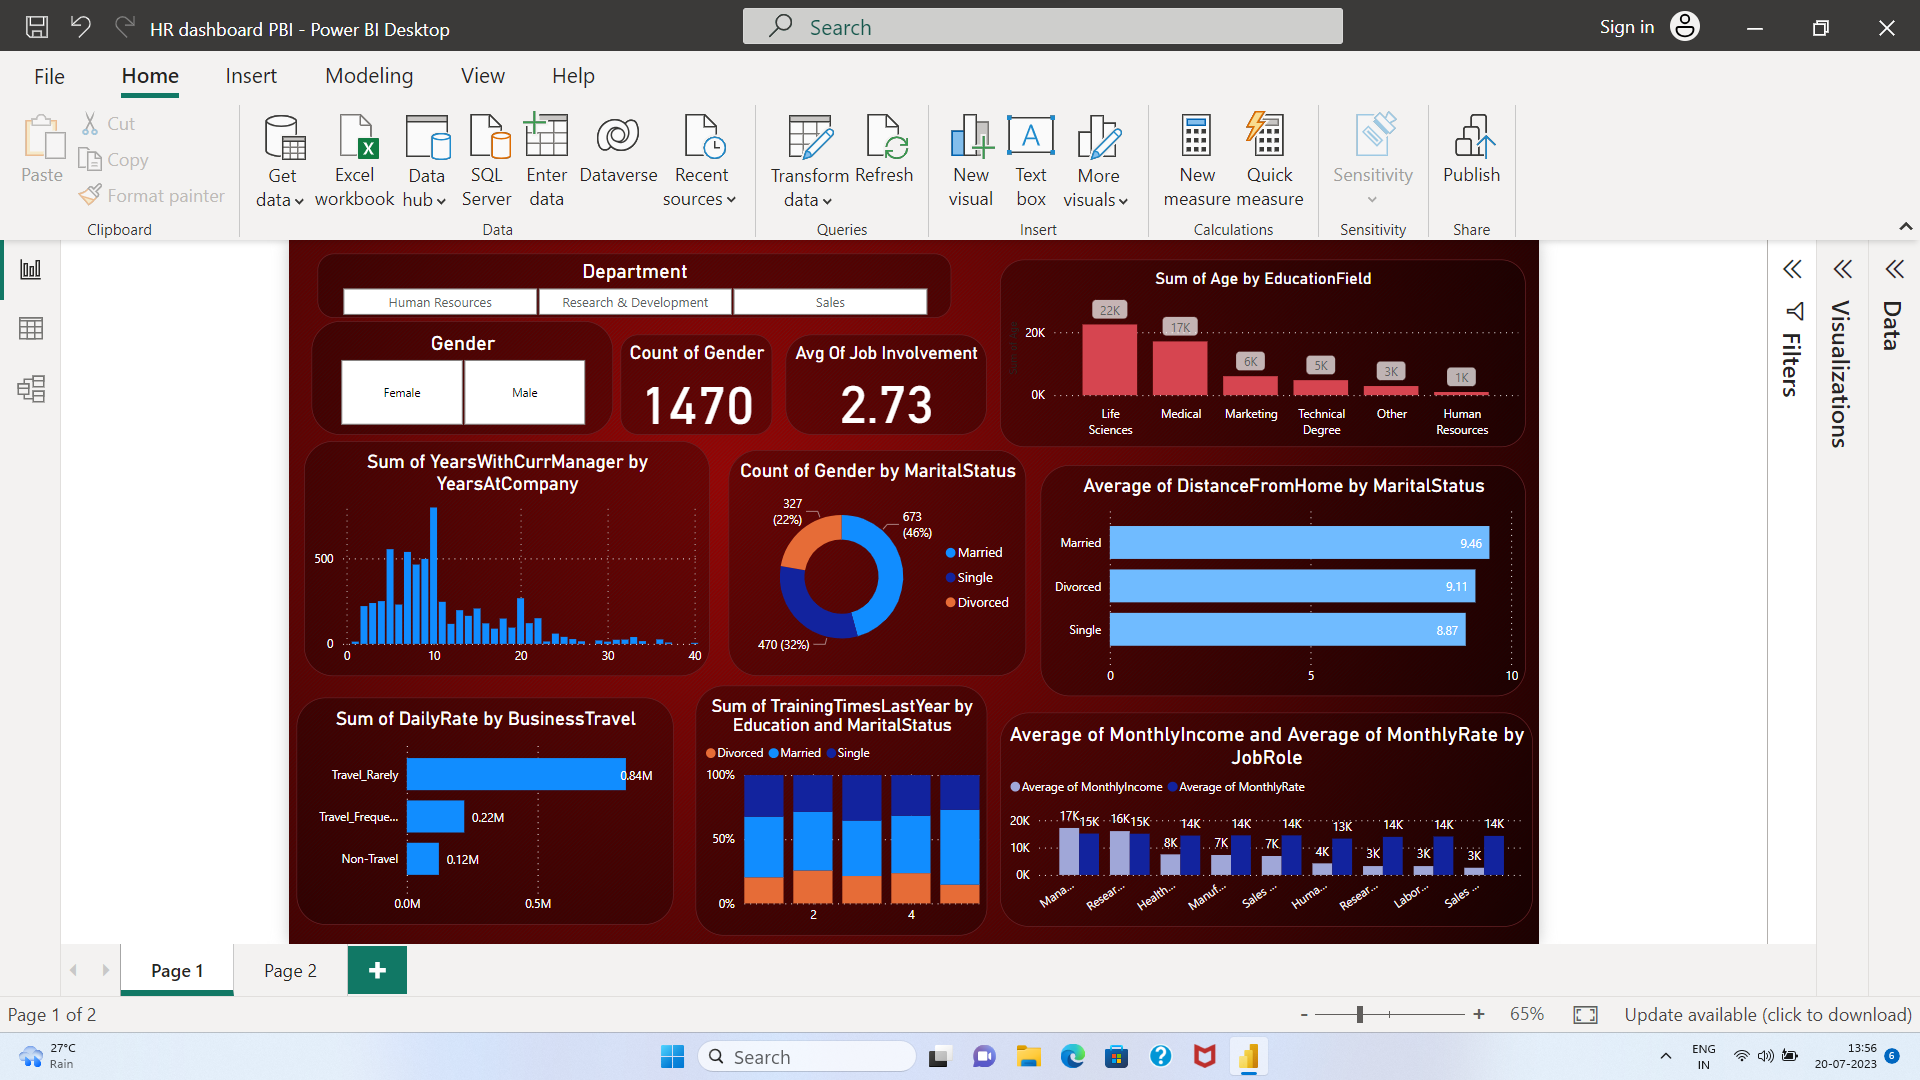 HR dashboard PBI - Power BI Desktop
Search
Sign in
File
Home
Insert
Modeling
View
Help
Paste
Cut
Copy
Format painter
Clipboard
Get data
Excel workbook
Data hub
SQL Server
Enter data
Dataverse
Recent sources
Data
Transform data
Refresh
Queries
New visual
Text box
More visuals
Insert
New measure
Quick measure
Calculations
Sensitivity
Sensitivity
Publish
Share
Department
Human Resources
Research & Development
Sales
Gender
Female
Male
Count of Gender
1470
Avg Of Job Involvement
2.73
Sum of Age by EducationField
Sum of Age
20K
0K
22K
17K
6K
5K
3K
1K
Life Sciences
Medical
Marketing
Technical Degree
Other
Human Resources
Sum of YearsWithCurrManager by
YearsAtCompany
500
0
0
10
20
30
40
Count of Gender by MaritalStatus
327
(22%)
673
(46%)
470 (32%)
Married
Single
Divorced
Average of DistanceFromHome by MaritalStatus
Married
9.46
Divorced
9.11
Single
8.87
0
5
10
Sum of DailyRate by BusinessTravel
Travel_Rarely
0.84M
Travel_Freque...
0.22M
Non-Travel
0.12M
0.0M
0.5M
Sum of TrainingTimesLastYear by
Education and MaritalStatus
Divorced
Married
Single
100%
50%
0%
2
4
Average of MonthlyIncome and Average of MonthlyRate by
JobRole
Average of MonthlyIncome
Average of MonthlyRate
20K
10K
0K
17K
15K
16K
15K
8K
14K
7K
14K
7K
14K
4K
13K
3K
14K
3K
14K
3K
14K
Mana...
Resear...
Health...
Manuf...
Sales ...
Huma...
Resear...
Labor...
Sales ...
Filters
Visualizations
Data
Page 1
Page 2
Page 1 of 2
65%
Update available (click to download)
27°C
Rain
Search
ENG
IN
13:56
20-07-2023
6